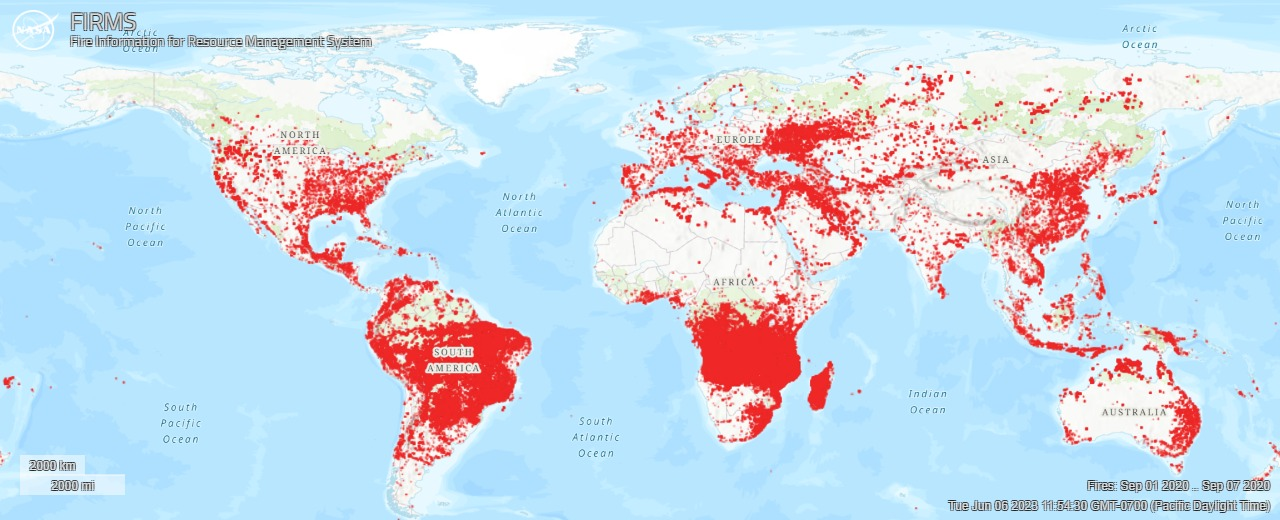 NASA
FIRMS
Fire Information for Resource Management System
Arctic
Ocean
Arctic
Ocean
NORTH
AMERICA
EUROPE
ASIA
North
Pacific
Ocean
North
Atlantic
Ocean
North
Pacific
Ocean
AFRICA
SOUTH
AMERICA
South
Pacific
Ocean
South
Atlantic
Ocean
Indian
Ocean
AUSTRALIA
2000 km
2000 mi
Fires: Sep 01 2020 .. Sep 07 2020
Tue Jun 06 2023 11:54:30 GMT-0700 (Pacific Daylight Time)